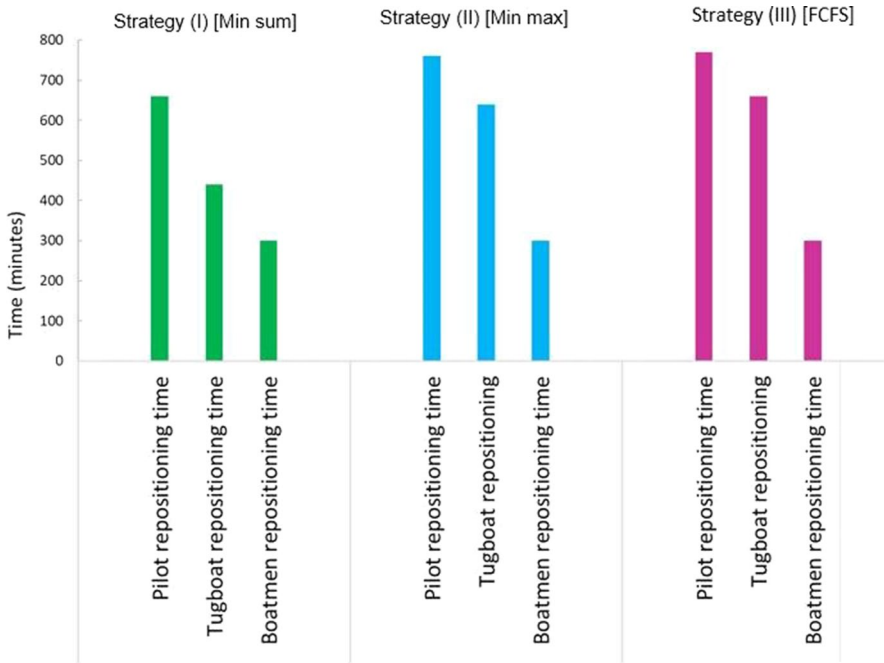 Strategy (I) [Min sum]
Strategy (II) [Min max]
Strategy (III) [FCFS]
Time (minutes)
800
700
600
500
400
300
200
100
0
Pilot repositioning time
Tugboat repositioning time
Boatmen repositioning time
Pilot repositioning time
Tugboat repositioning
Boatmen repositioning time
Pilot repositioning time
Tugboat repositioning
Boatmen repositioning time